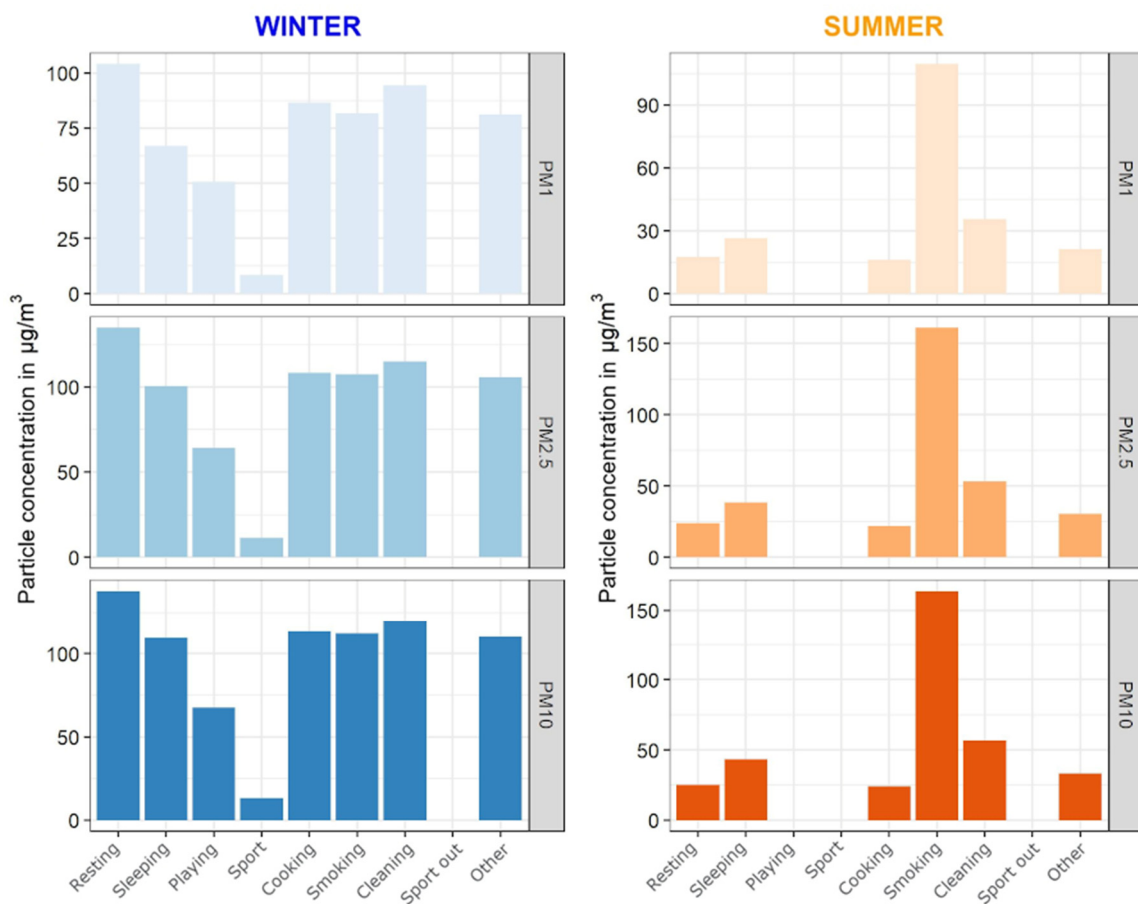 WINTER
SUMMER
Particle concentration in µg/m³
100
75
50
25
0
PM1
100
50
0
PM2.5
100
50
0
PM10
Resting
Sleeping
Playing
Sport
Cooking
Smoking
Cleaning
Sport out
Other
Particle concentration in µg/m³
90
60
30
0
PM1
150
100
50
0
PM2.5
150
100
50
0
PM10
Resting
Sleeping
Playing
Sport
Cooking
Smoking
Cleaning
Sport out
Other